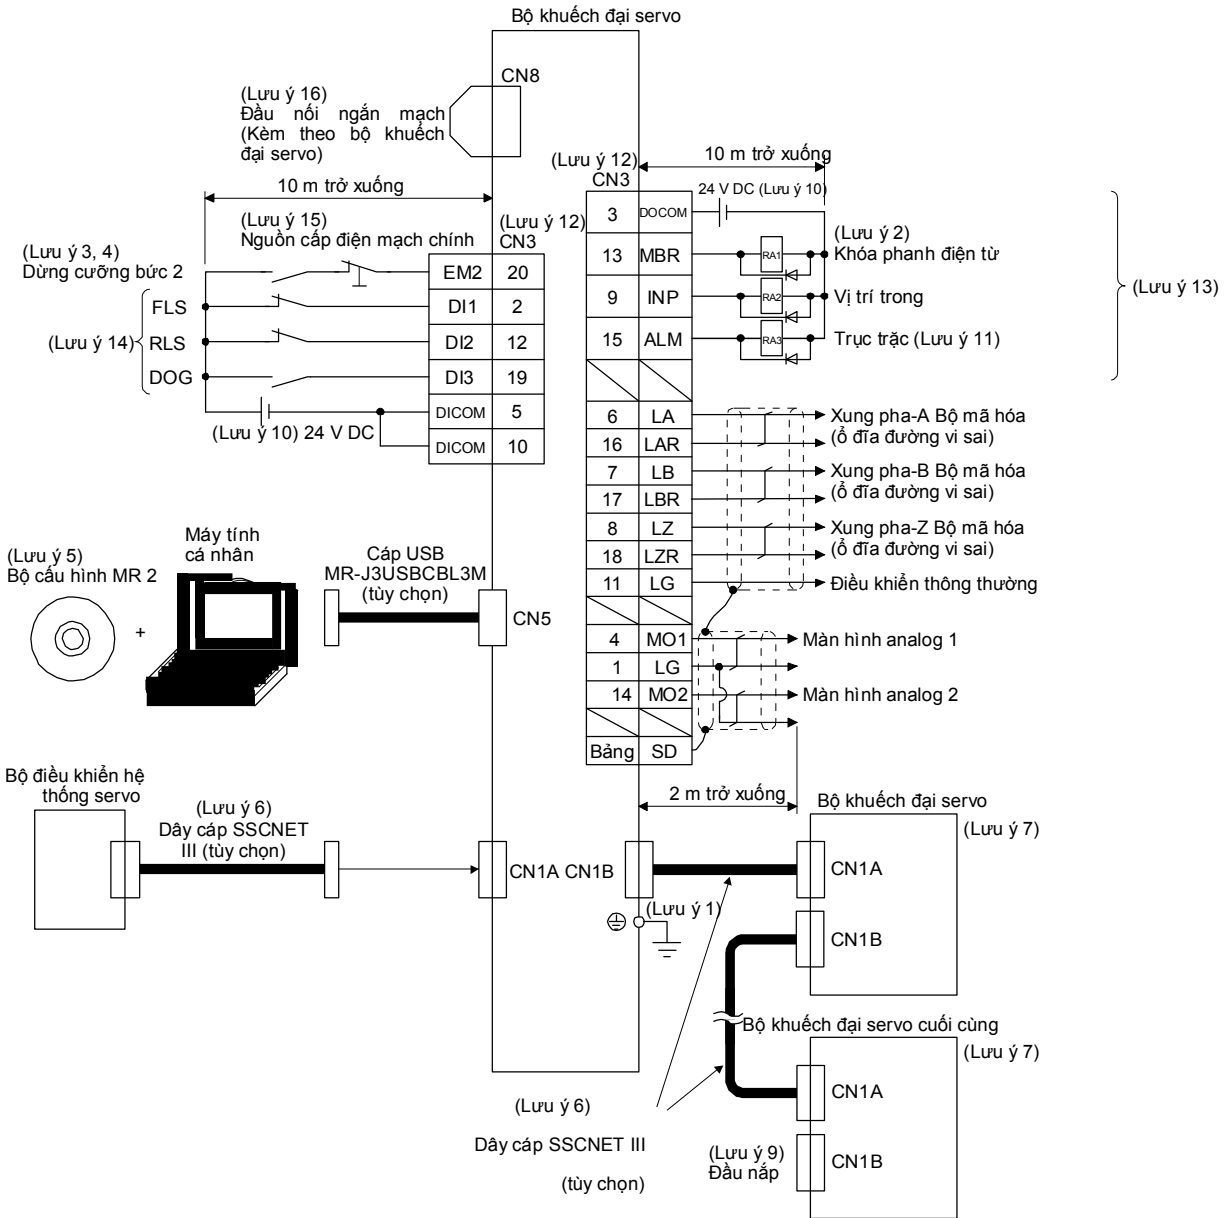 Bộ khuếch đại servo
CN8
(Lưu ý 16)
Đầu nối ngắn mạch
(Kèm theo bộ khuếch
đại servo)
10 m trở xuống
(Lưu ý 15)
Nguồn cấp điện mạch chính
(Lưu ý 12)
CN3
(Lưu ý 3, 4)
Dừng cưỡng bức 2
EM2 20
FLS
DI1 2
(Lưu ý 14)
RLS
DI2 12
DOG
DI3 19
DICOM 5
(Lưu ý 10) 24 V DC
DICOM 10
(Lưu ý 12)
CN3
10 m trở xuống
24 V DC (Lưu ý 10)
3 DOCOM
13 MBR
RA1
(Lưu ý 2)
Khóa phanh điện từ
9 INP
RA2
Vị trí trong
15 ALM
RA3
Trục trặc (Lưu ý 11)
(Lưu ý 13)
6 LA
Xung pha-A Bộ mã hóa
(ổ đĩa đường vi sai)
16 LAR
7 LB
Xung pha-B Bộ mã hóa
(ổ đĩa đường vi sai)
17 LBR
8 LZ
Xung pha-Z Bộ mã hóa
(ổ đĩa đường vi sai)
18 LZR
11 LG
Điều khiển thông thường
4 MO1
Màn hình analog 1
1 LG
14 MO2
Màn hình analog 2
Bảng SD
2 m trở xuống
(Lưu ý 5)
Bộ cấu hình MR 2
+
Máy tính
cá nhân
Cáp USB
MR-J3USBCBL3M
(tùy chọn)
CN5
Bộ điều khiển hệ
thống servo
(Lưu ý 6)
Dây cáp SSCNET
III (tùy chọn)
CN1A CN1B
(Lưu ý 1)
Bộ khuếch đại servo
(Lưu ý 7)
CN1A
CN1B
Bộ khuếch đại servo cuối cùng
(Lưu ý 7)
CN1A
(Lưu ý 6)
Dây cáp SSCNET III
(tùy chọn)
(Lưu ý 9)
Đầu nắp
CN1B